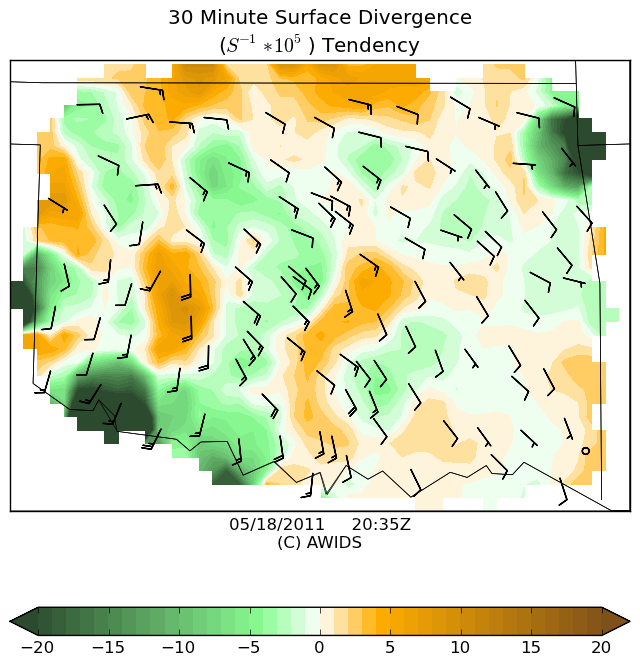 30 Minute Surface Divergence
(S⁻¹ *10⁵ ) Tendency
05/18/2011 20:35Z
(C) AWIDS
−20 −15 −10 −5 0 5 10 15 20